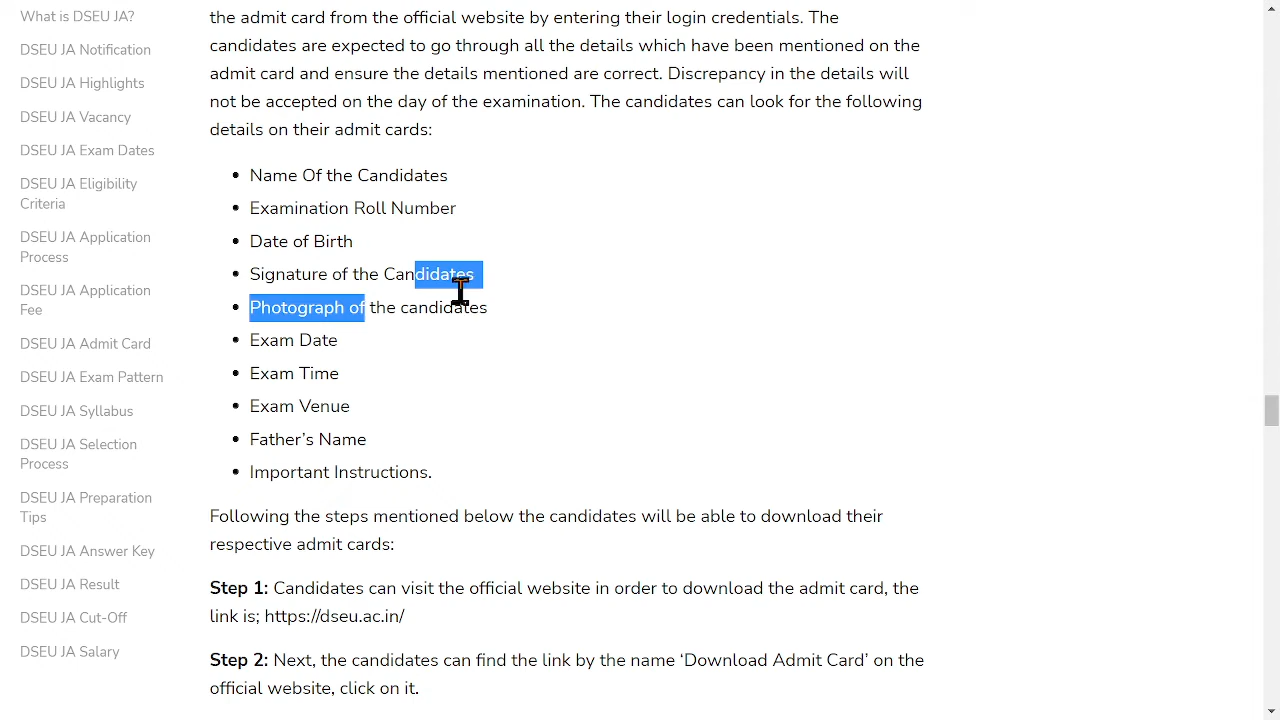 What is DSEU JA?
DSEU JA Notification
DSEU JA Highlights
DSEU JA Vacancy
DSEU JA Exam Dates
DSEU JA Eligibility
Criteria
DSEU JA Application
Process
DSEU JA Application
Fee
DSEU JA Admit Card
DSEU JA Exam Pattern
DSEU JA Syllabus
DSEU JA Selection
Process
DSEU JA Preparation
Tips
DSEU JA Answer Key
DSEU JA Result
DSEU JA Cut-Off
DSEU JA Salary
the admit card from the official website by entering their login credentials. The
candidates are expected to go through all the details which have been mentioned on the
admit card and ensure the details mentioned are correct. Discrepancy in the details will
not be accepted on the day of the examination. The candidates can look for the following
details on their admit cards:
• Name Of the Candidates
• Examination Roll Number
• Date of Birth
• Signature of the Candidates
• Photograph of the candidates
• Exam Date
• Exam Time
• Exam Venue
• Father’s Name
• Important Instructions.
Following the steps mentioned below the candidates will be able to download their
respective admit cards:
Step 1: Candidates can visit the official website in order to download the admit card, the
link is; https://dseu.ac.in/
Step 2: Next, the candidates can find the link by the name ‘Download Admit Card’ on the
official website, click on it.